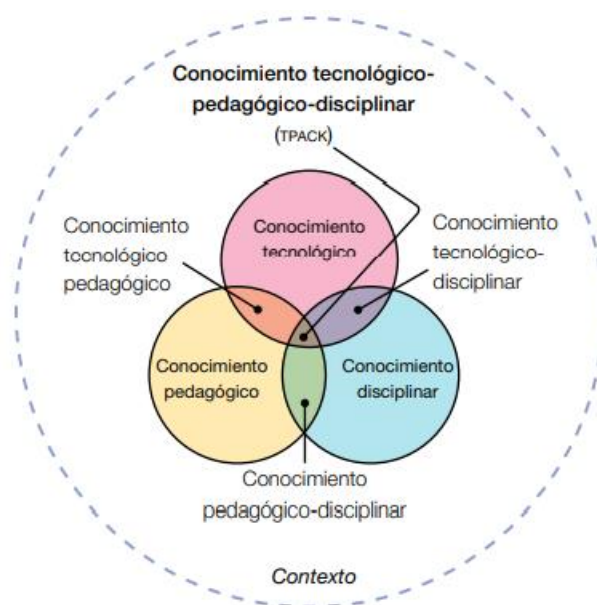 Conocimiento tecnológico-
pedagógico-disciplinar
(TPACK)
Conocimiento
tecnológico
pedagógico
Conocimiento
tecnológico
Conocimiento
tecnológico-
disciplinar
Conocimiento
pedagógico
Conocimiento
disciplinar
Conocimiento
pedagógico-disciplinar
Contexto